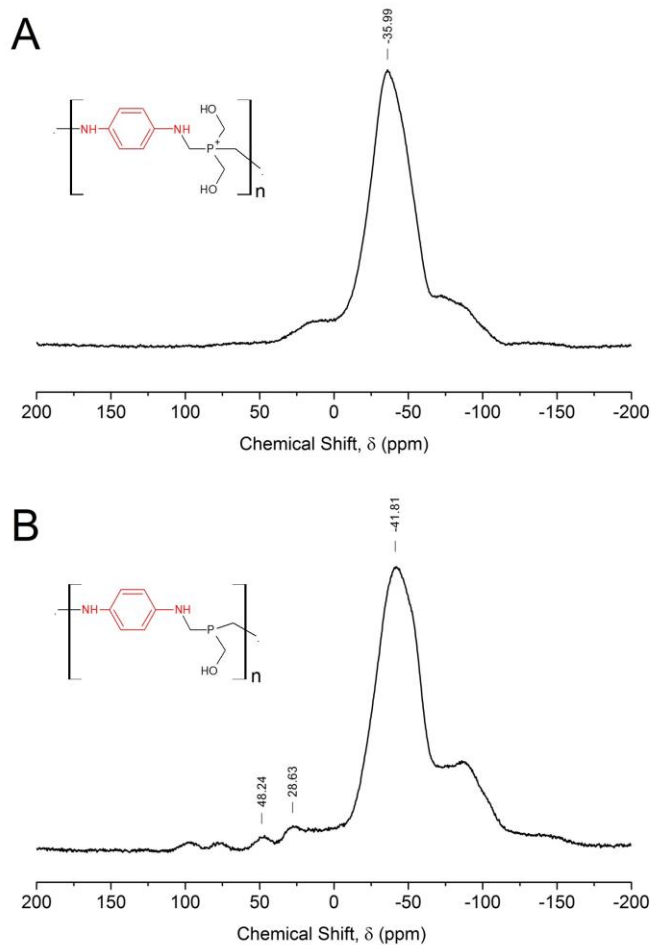 A
-35.99
HO
NH
NH
P+
HO
n
200 150 100 50 0 -50 -100 -150 -200
Chemical Shift, δ (ppm)
B
-41.81
NH
NH
P
HO
n
48.24
28.63
200 150 100 50 0 -50 -100 -150 -200
Chemical Shift, δ (ppm)